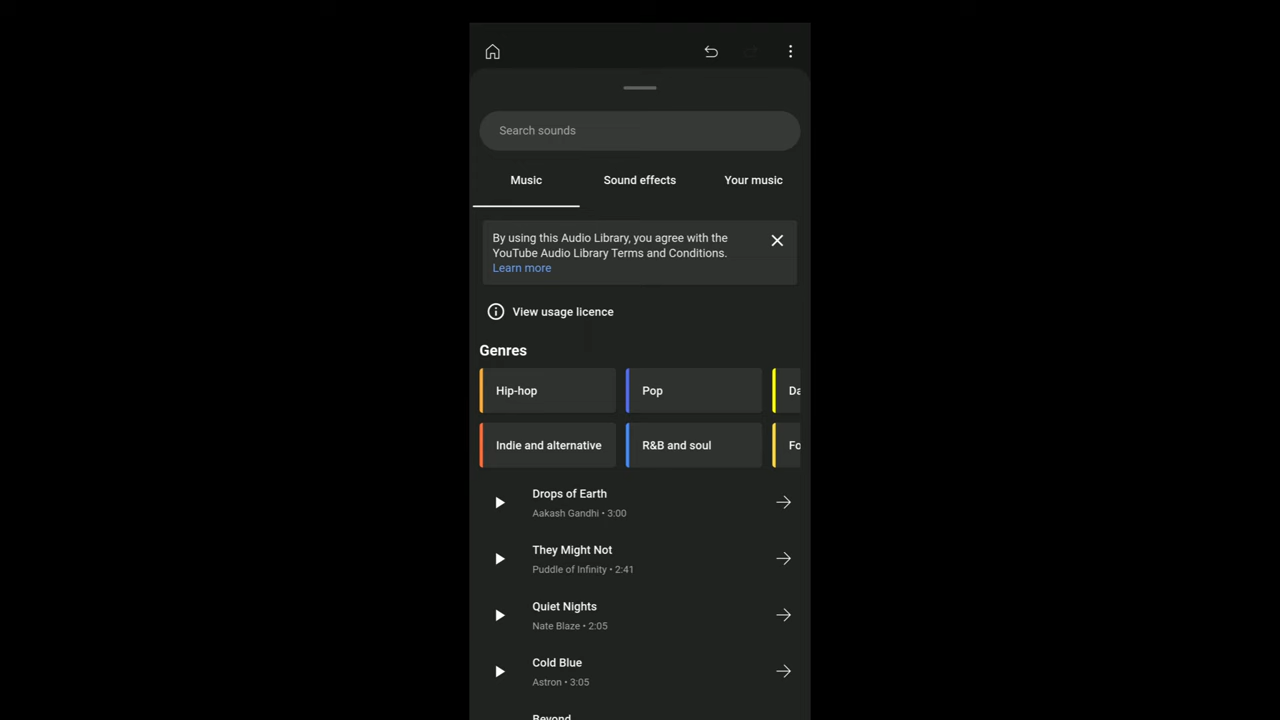 Search sounds
Music
Sound effects
Your music
By using this Audio Library, you agree with the
YouTube Audio Library Terms and Conditions.
Learn more
View usage licence
Genres
Hip-hop
Pop
Da
Indie and alternative
R&B and soul
Fo
Drops of Earth
Aakash Gandhi • 3:00
They Might Not
Puddle of Infinity • 2:41
Quiet Nights
Nate Blaze • 2:05
Cold Blue
Astron • 3:05
Beyond